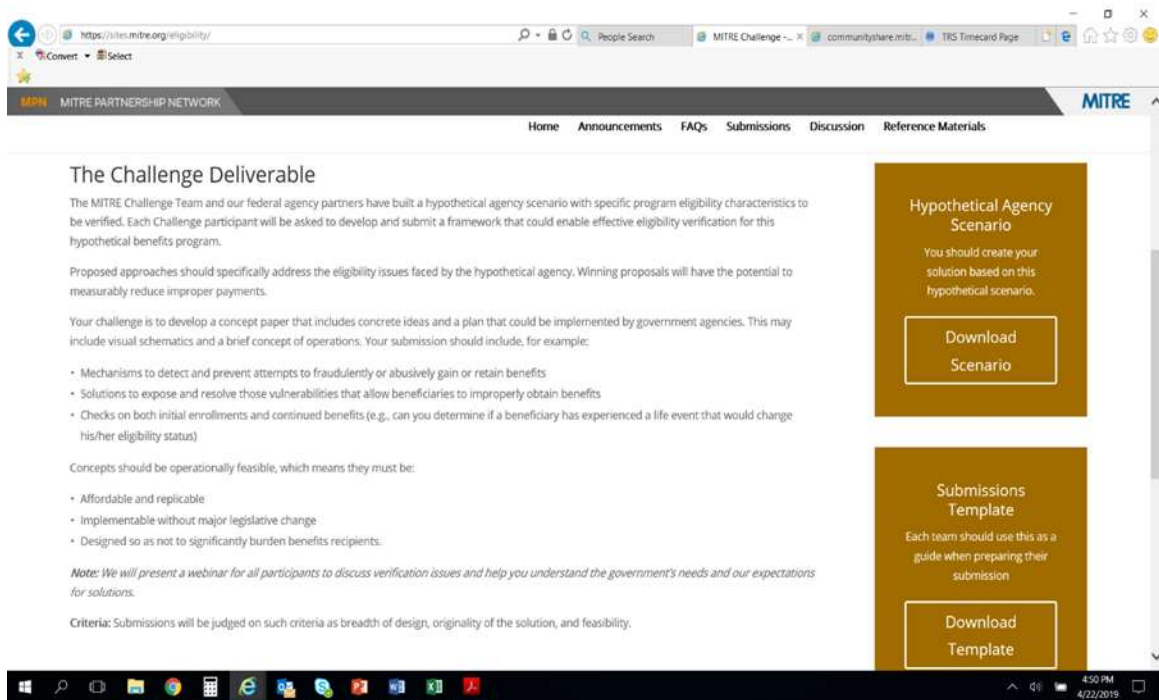 https://sites.mitre.org/eligibility/
People Search
MITRE Challenge -...
communityshare.mitr...
TRS Timecard Page
x Convert Select
MPN MITRE PARTNERSHIP NETWORK
MITRE
Home Announcements FAQs Submissions Discussion Reference Materials
The Challenge Deliverable
The MITRE Challenge Team and our federal agency partners have built a hypothetical agency scenario with specific program eligibility characteristics to
be verified. Each Challenge participant will be asked to develop and submit a framework that could enable effective eligibility verification for this
hypothetical benefits program.
Proposed approaches should specifically address the eligibility issues faced by the hypothetical agency. Winning proposals will have the potential to
measurably reduce improper payments.
Your challenge is to develop a concept paper that includes concrete ideas and a plan that could be implemented by government agencies. This may
include visual schematics and a brief concept of operations. Your submission should include, for example:
• Mechanisms to detect and prevent attempts to fraudulently or abusively gain or retain benefits
• Solutions to expose and resolve those vulnerabilities that allow beneficiaries to improperly obtain benefits
• Checks on both initial enrollments and continued benefits (e.g., can you determine if a beneficiary has experienced a life event that would change
his/her eligibility status)
Concepts should be operationally feasible, which means they must be:
• Affordable and replicable
• Implementable without major legislative change
• Designed so as not to significantly burden benefits recipients.
Note: We will present a webinar for all participants to discuss verification issues and help you understand the government's needs and our expectations
for solutions.
Criteria: Submissions will be judged on such criteria as breadth of design, originality of the solution, and feasibility.
Hypothetical Agency
Scenario
You should create your
solution based on this
hypothetical scenario.
Download
Scenario
Submissions
Template
Each team should use this as a
guide when preparing their
submission
Download
Template
4:50 PM
4/22/2019